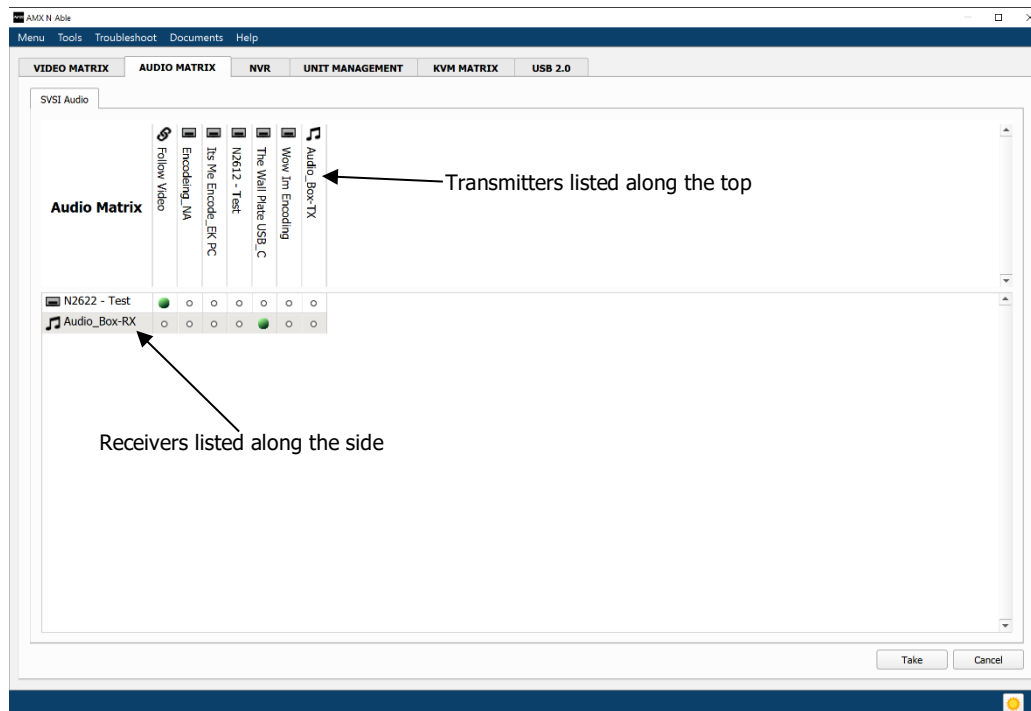 AMX N Able
Menu Tools Troubleshoot Documents Help
VIDEO MATRIX AUDIO MATRIX NVR UNIT MANAGEMENT KVM MATRIX USB 2.0
SVSI Audio
Audio Matrix
Follow Video
Encodeing_NA
Its Me Encode_EK PC
N2612 - Test
The Wall Plate USB_C
Wow Im Encoding
Audio_Box-TX
Transmitters listed along the top
N2622 - Test
Audio_Box-RX
Receivers listed along the side
Take Cancel